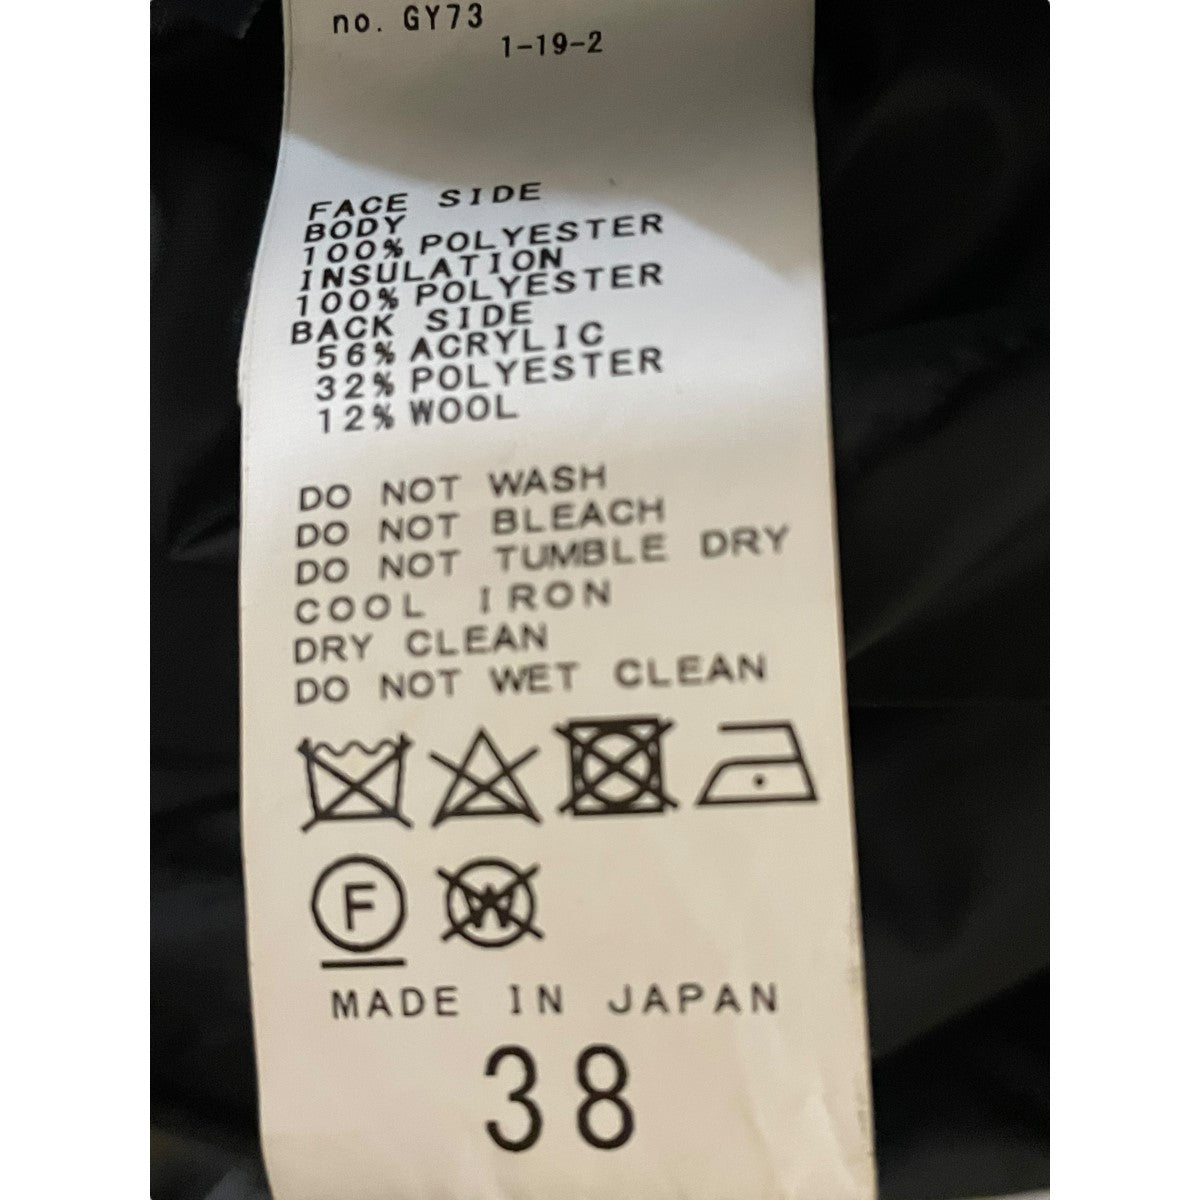 no. GY73
1-19-2
FACE SIDE
BODY
100% POLYESTER
INSULATION
100% POLYESTER
BACK SIDE
56% ACRYLIC
32% POLYESTER
12% WOOL
DO NOT WASH
DO NOT BLEACH
DO NOT TUMBLE DRY
COOL IRON
DRY CLEAN
DO NOT WET CLEAN
F W
MADE IN JAPAN
38